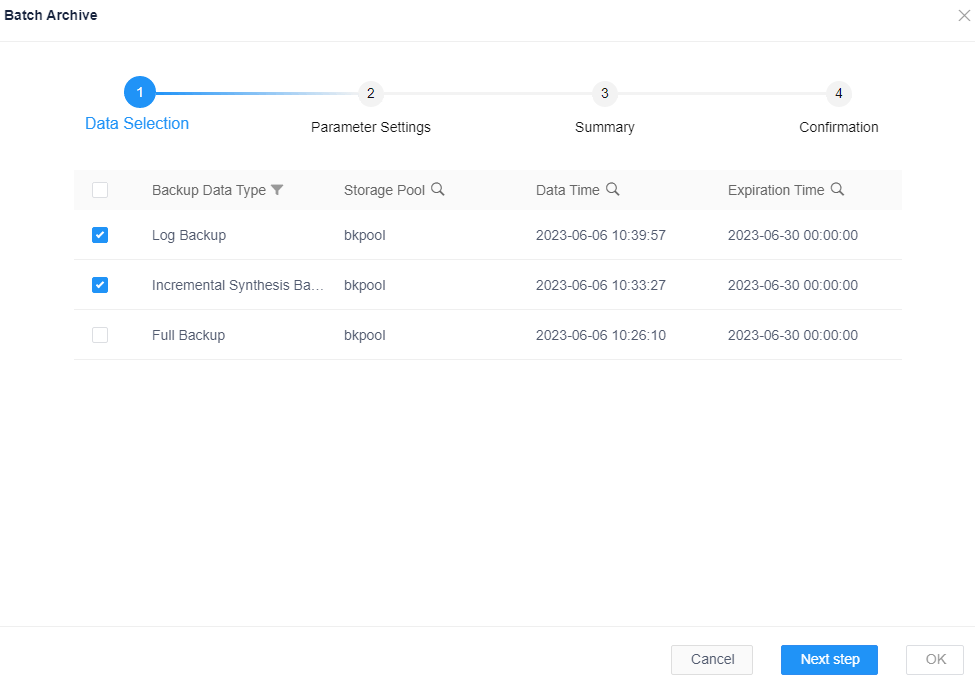 Batch Archive
1 2 3 4
Data Selection Parameter Settings Summary Confirmation
Backup Data Type Storage Pool Data Time Expiration Time
Log Backup bkpool 2023-06-06 10:39:57 2023-06-30 00:00:00
Incremental Synthesis Ba... bkpool 2023-06-06 10:33:27 2023-06-30 00:00:00
Full Backup bkpool 2023-06-06 10:26:10 2023-06-30 00:00:00
Cancel Next step OK